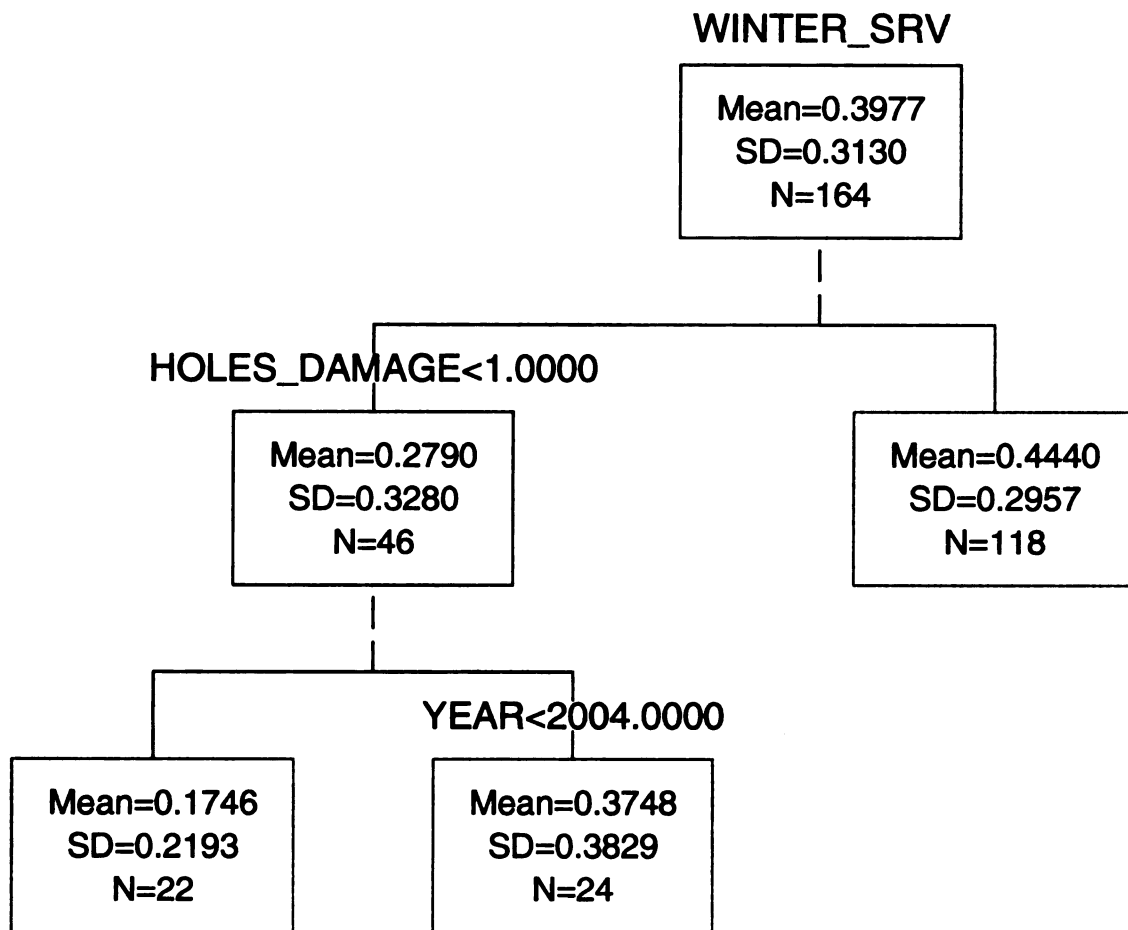 WINTER_SRV
Mean=0.3977
SD=0.3130
N=164
HOLES_DAMAGE<1.0000
Mean=0.2790
SD=0.3280
N=46
Mean=0.4440
SD=0.2957
N=118
YEAR<2004.0000
Mean=0.1746
SD=0.2193
N=22
Mean=0.3748
SD=0.3829
N=24